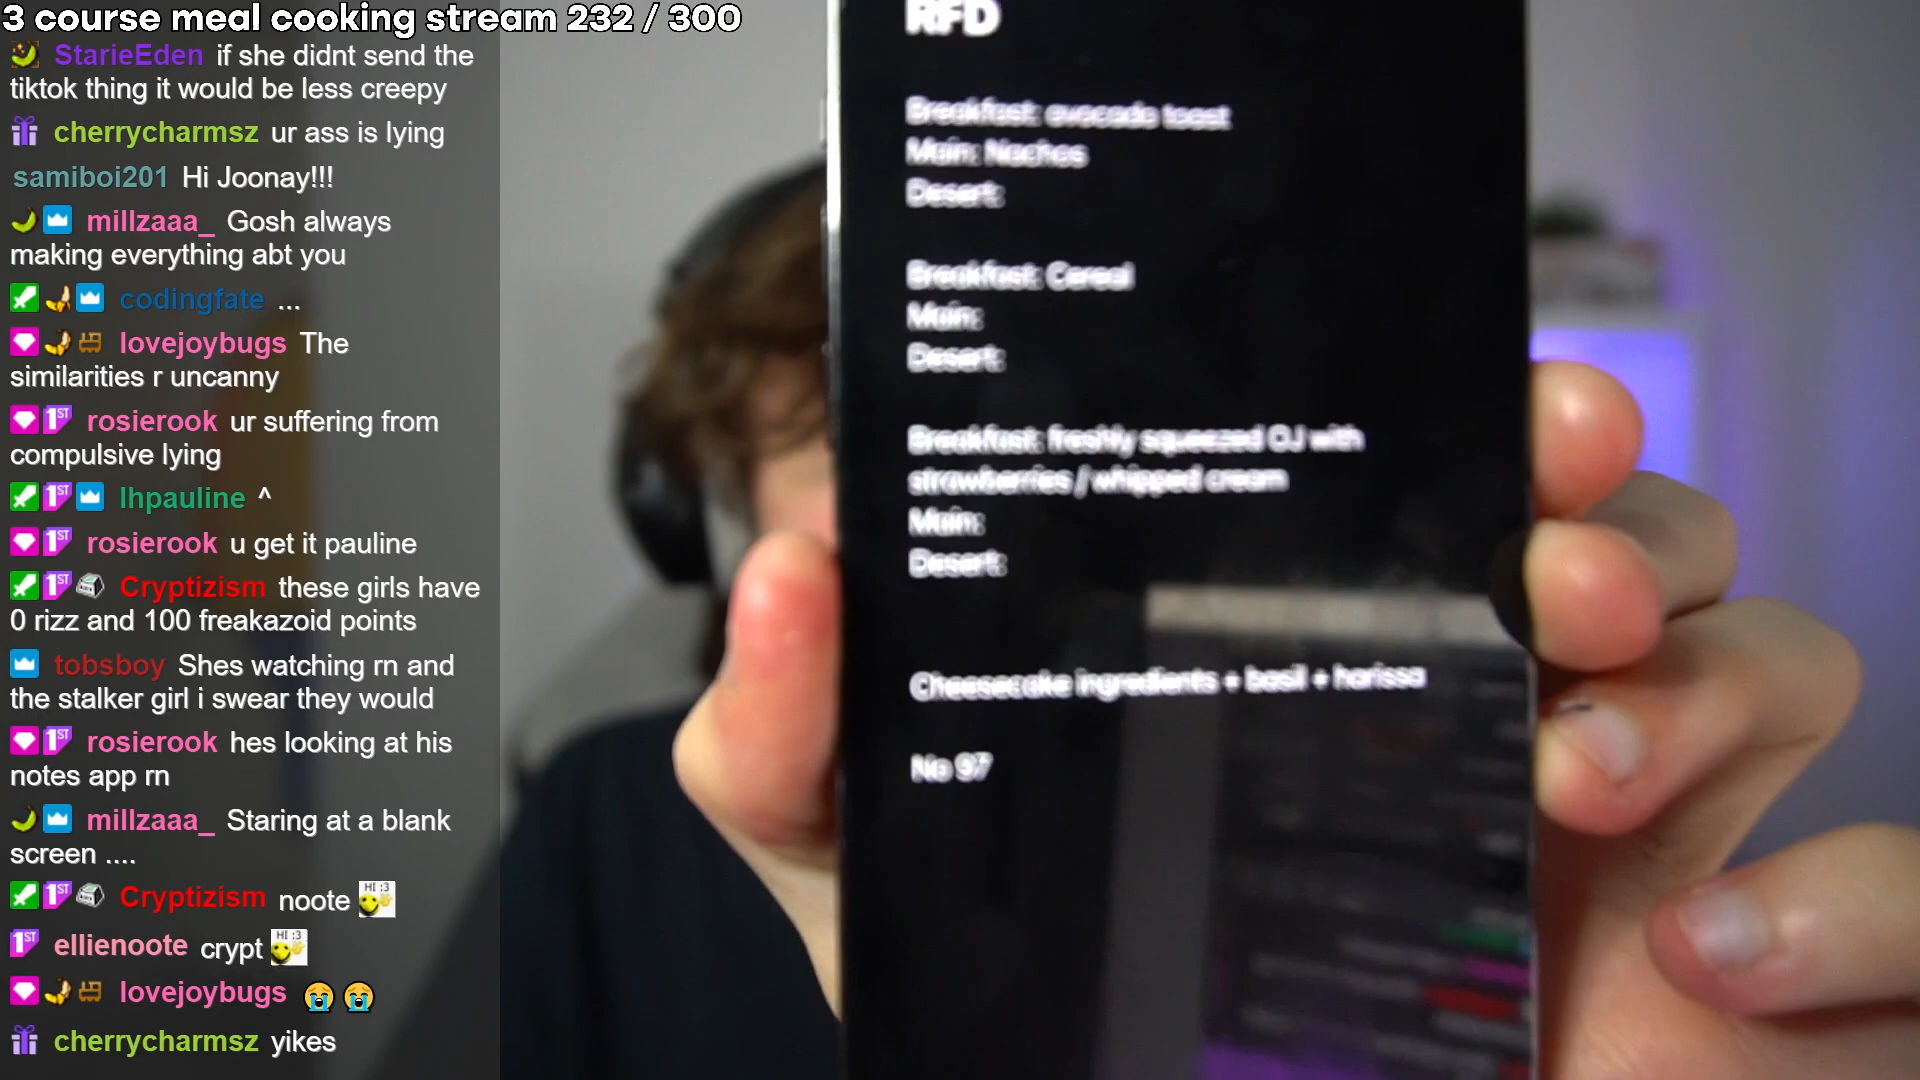 3 course meal cooking stream 232 / 300
StarieEden if she didnt send the
tiktok thing it would be less creepy
cherrycharmsz ur ass is lying
samiboi201 Hi Joonay!!!
millzaaa_ Gosh always
making everything abt you
codingfate ...
lovejoybugs The
similarities r uncanny
rosierook ur suffering from
compulsive lying
lhpauline ^
rosierook u get it pauline
Cryptizism these girls have
0 rizz and 100 freakazoid points
tobsboy Shes watching rn and
the stalker girl i swear they would
rosierook hes looking at his
notes app rn
millzaaa_ Staring at a blank
screen ....
Cryptizism noote HI :3
ellienoote crypt HI :3
lovejoybugs 😭 😭
cherrycharmsz yikes
RFD
Breakfast: avocado toast
Main: Nachos
Desert:
Breakfast: Cereal
Main:
Desert:
Breakfast: freshly squeezed OJ with
strawberries / whipped cream
Main:
Desert:
Cheesecake ingredients + basil + harissa
No 97